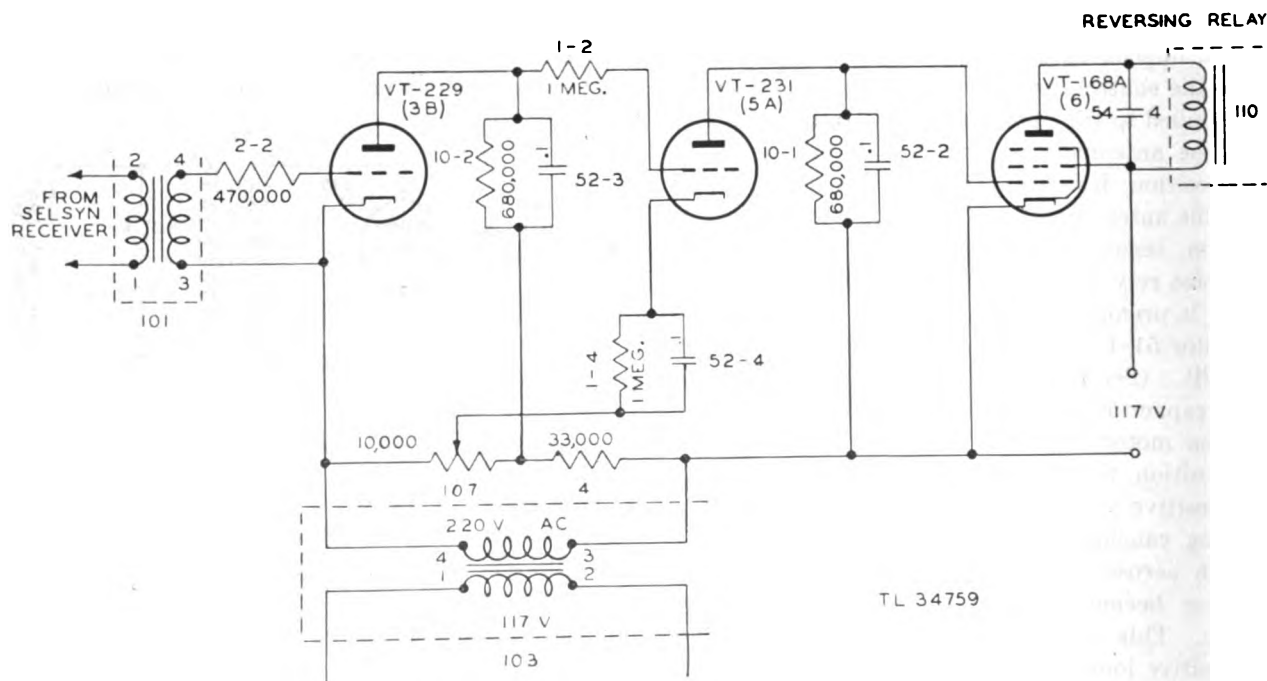 REVERSING RELAY
1-2
1 MEG.
VT-229
(3B)
VT-231
(5A)
VT-168A
(6)
54
4
110
2-2
470,000
2
4
FROM
SELSYN
RECEIVER
1
3
101
10-2
680,000
.1
52-3
10-1
680,000
.1
52-2
1-4
1 MEG.
.1
52-4
117 V
10,000
33,000
107
4
220 V AC
4
3
1
2
117 V
103
TL 34759